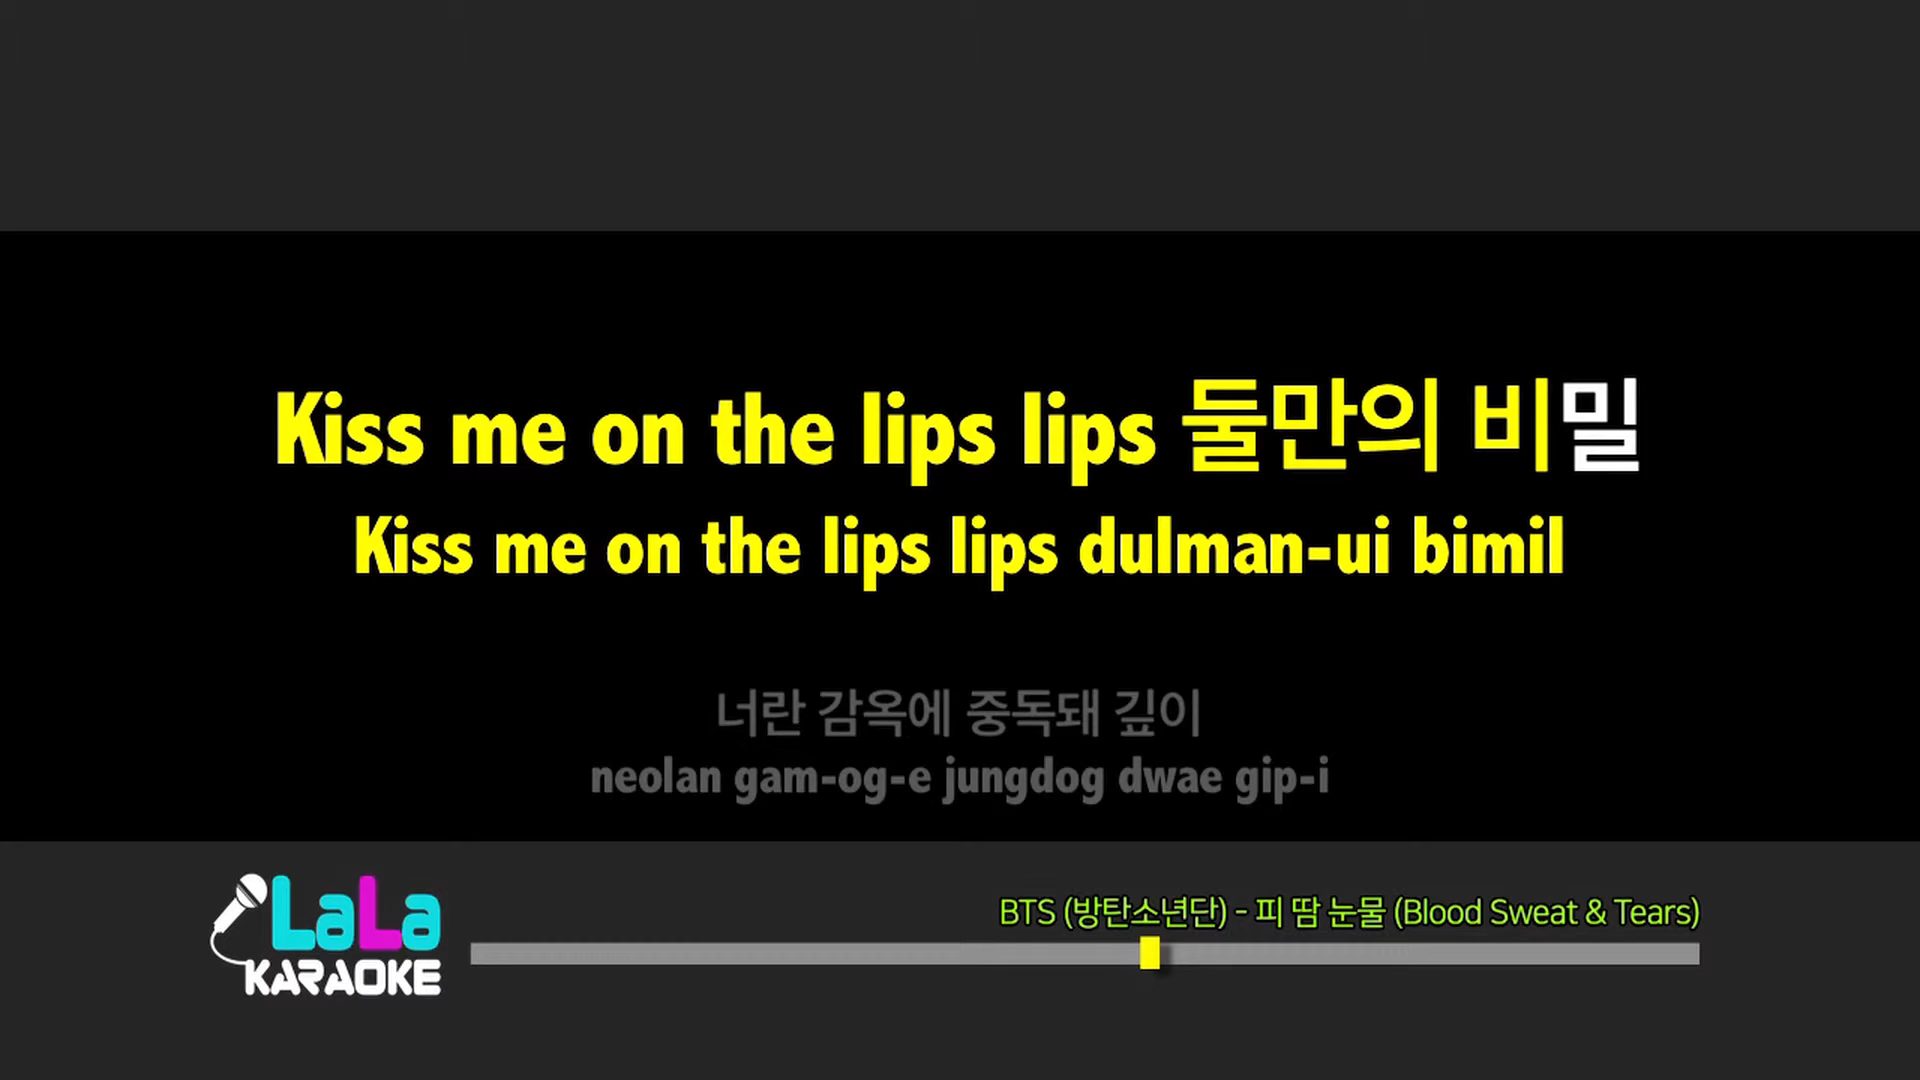 Kiss me on the lips lips 둘만의 비밀
Kiss me on the lips lips dulman-ui bimil
너란 감옥에 중독돼 깊이
neolan gam-og-e jungdog dwae gip-i
LaLa
KARAOKE
BTS (방탄소년단) - 피 땀 눈물 (Blood Sweat & Tears)